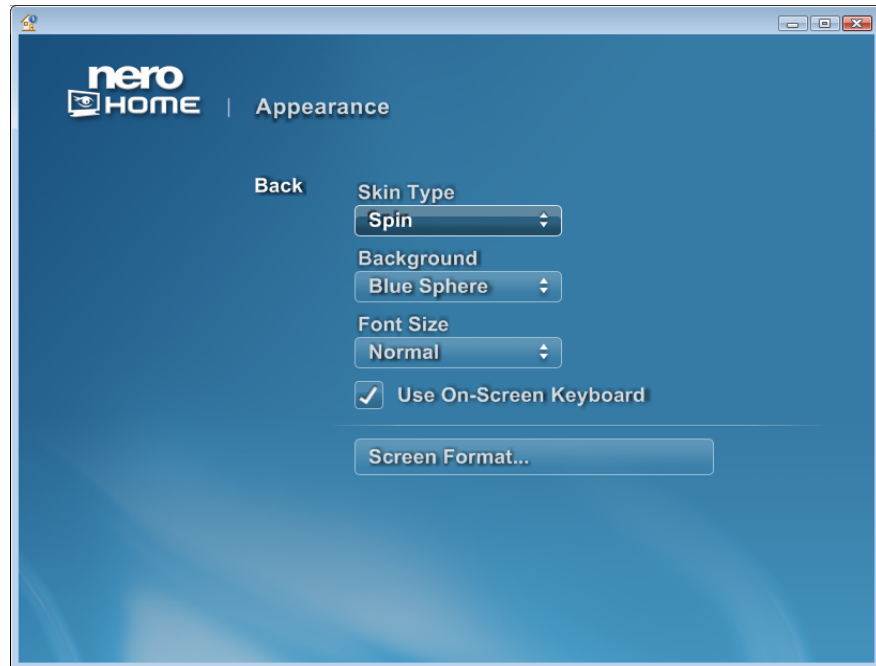 nero
HOME | Appearance
Back
Skin Type
Spin
Background
Blue Sphere
Font Size
Normal
Use On-Screen Keyboard
Screen Format...